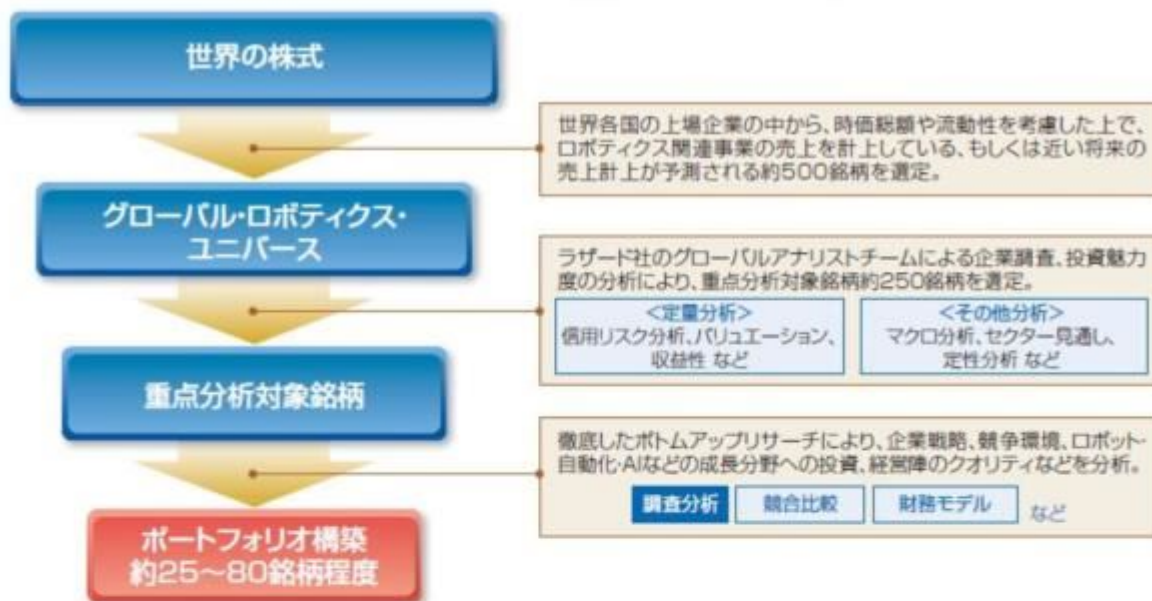 世界の株式
世界各国の上場企業の中から、時価総額や流動性を考慮した上で、
ロボティクス関連事業の売上を計上している、もしくは近い将来の
売上計上が予測される約500銘柄を選定。
グローバル・ロボティクス・
ユニバース
ラザード社のグローバルアナリストチームによる企業調査、投資魅力
度の分析により、重点分析対象銘柄約250銘柄を選定。
<定量分析>
信用リスク分析、バリュエーション、
収益性 など
<その他分析>
マクロ分析、セクター見通し、
定性分析 など
重点分析対象銘柄
徹底したボトムアップリサーチにより、企業戦略、競争環境、ロボット・
自動化・AIなどの成長分野への投資、経営陣のクオリティなどを分析。
調査分析
競合比較
財務モデル
など
ポートフォリオ構築
約25~80銘柄程度